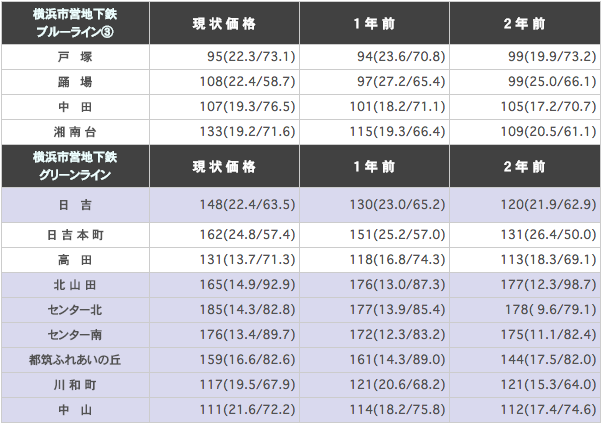 横浜市営地下鉄
ブルーライン③ 現状価格 1年前 2年前
戸　塚 95(22.3/73.1) 94(23.6/70.8) 99(19.9/73.2)
踊　場 108(22.4/58.7) 97(27.2/65.4) 99(25.0/66.1)
中　田 107(19.3/76.5) 101(18.2/71.1) 105(17.2/70.7)
湘南台 133(19.2/71.6) 115(19.3/66.4) 109(20.5/61.1)
横浜市営地下鉄
グリーンライン 現状価格 1年前 2年前
日　吉 148(22.4/63.5) 130(23.0/65.2) 120(21.9/62.9)
日吉本町 162(24.8/57.4) 151(25.2/57.0) 131(26.4/50.0)
高　田 131(13.7/71.3) 118(16.8/74.3) 113(18.3/69.1)
北山田 165(14.9/92.9) 176(13.0/87.3) 177(12.3/98.7)
センター北 185(14.3/82.8) 177(13.9/85.4) 178( 9.6/79.1)
センター南 176(13.4/89.7) 172(12.3/83.2) 175(11.1/82.4)
都筑ふれあいの丘 159(16.6/82.6) 161(14.3/89.0) 144(17.5/82.0)
川和町 117(19.5/67.9) 121(20.6/68.2) 121(15.3/64.0)
中　山 111(21.6/72.2) 114(18.2/75.8) 112(17.4/74.6)